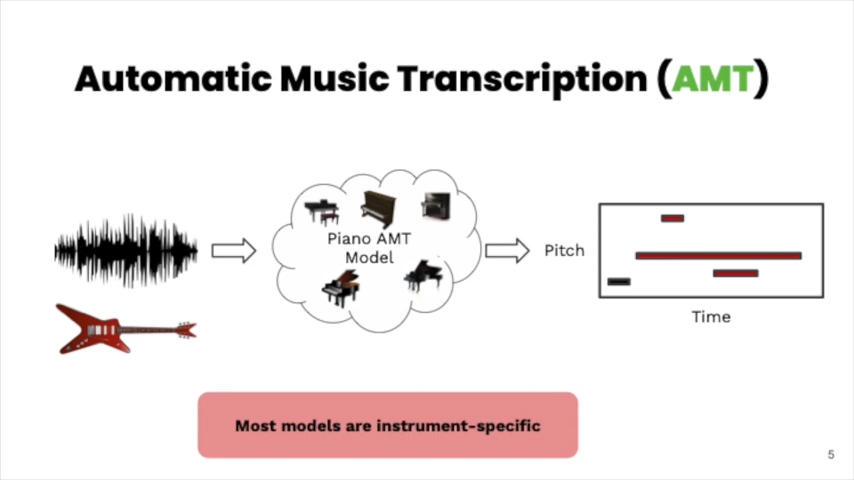 Automatic Music Transcription (AMT)
Piano AMT
Model
Pitch
Time
Most models are instrument-specific
5